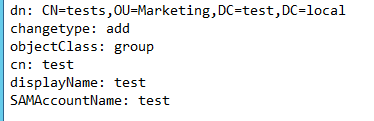 dn: CN=tests,OU=Marketing,DC=test,DC=local
changetype: add
objectClass: group
cn: test
displayName: test
SAMAccountName: test